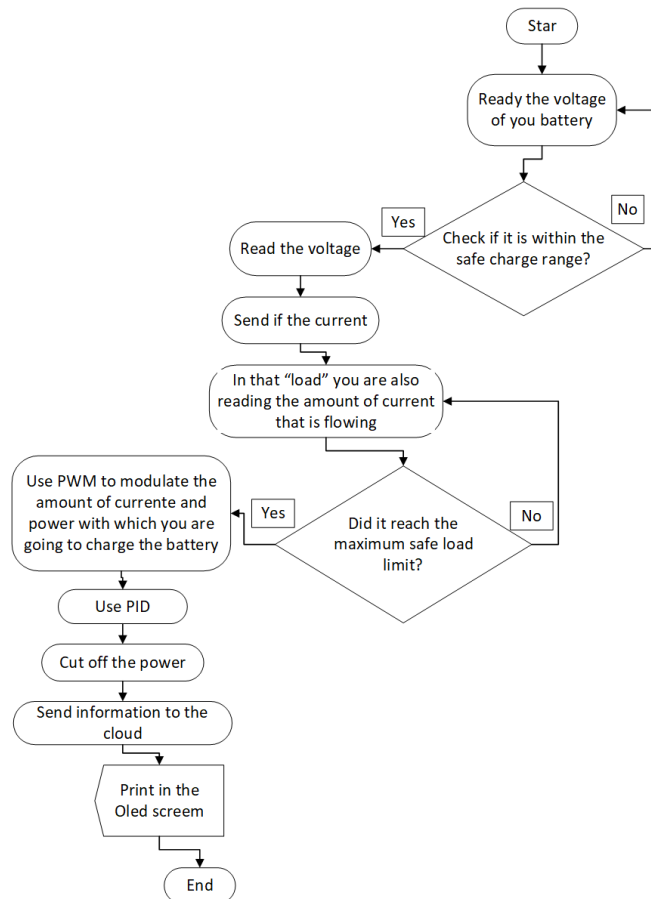 Star
Ready the voltage
of you battery
No
Yes
Check if it is within the
safe charge range?
Read the voltage
Send if the current
In that “load” you are also
reading the amount of current
that is flowing
Use PWM to modulate the
amount of currente and
power with which you are
going to charge the battery
Yes
No
Did it reach the
maximum safe load
limit?
Use PID
Cut off the power
Send information to the
cloud
Print in the
Oled screem
End